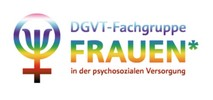 DGVT-Fachgruppe
FRAUEN*
in der psychosozialen Versorgung